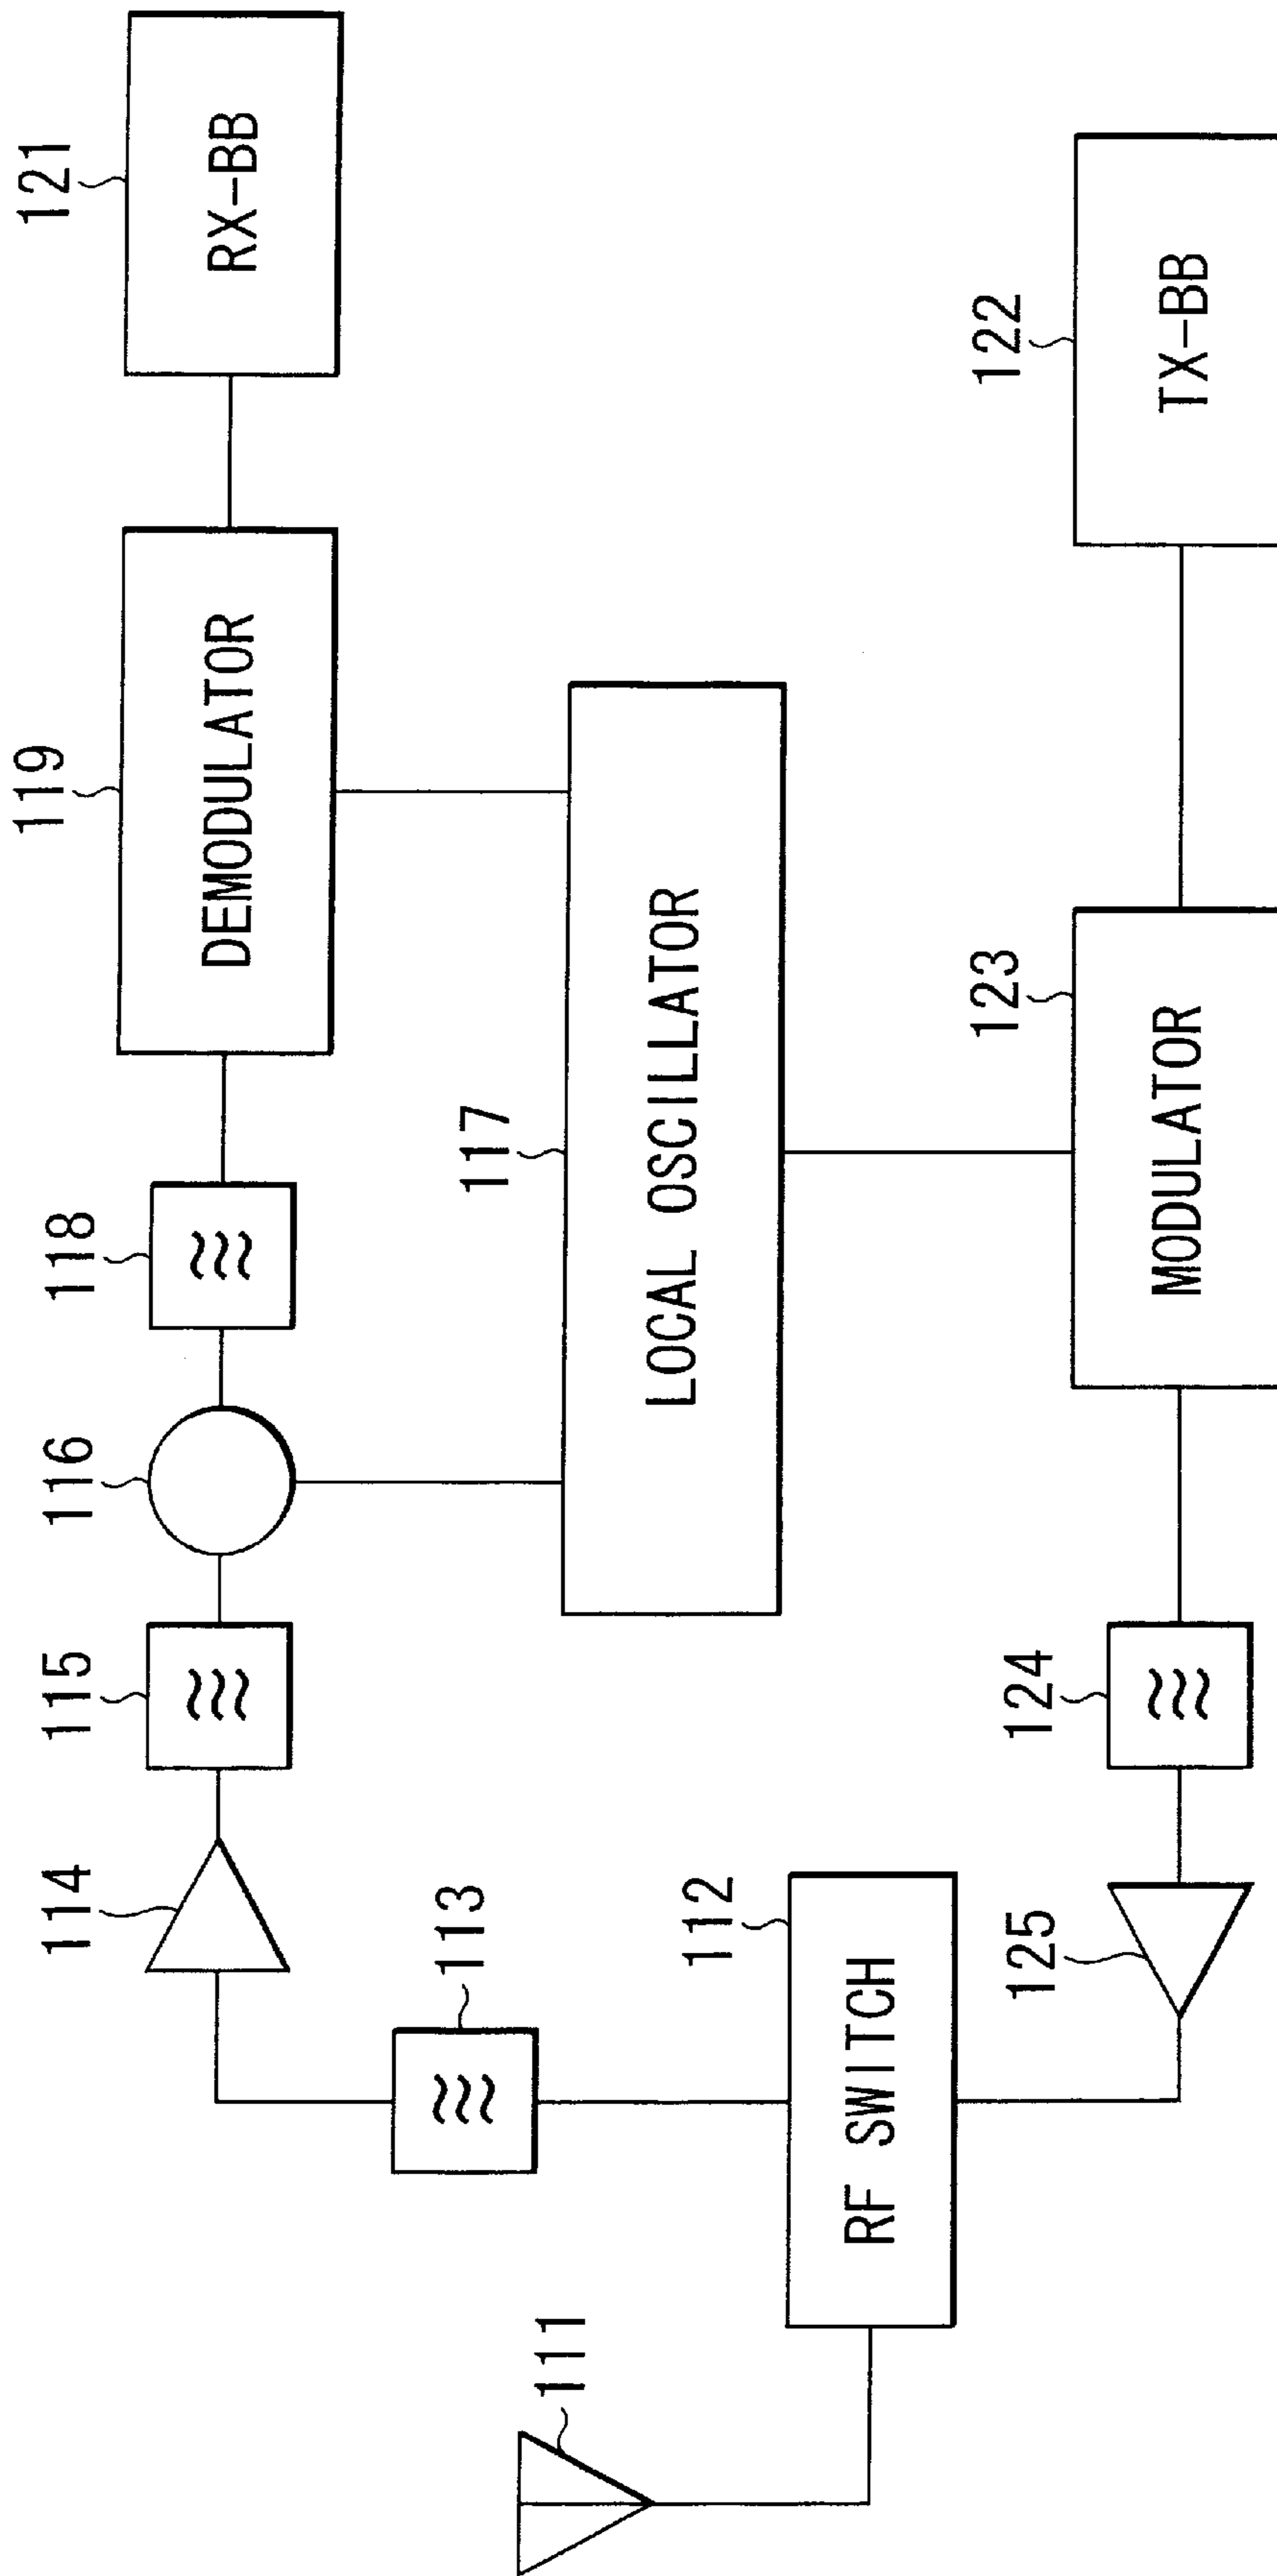 121
RX-BB
119
DEMODULATOR
118
116
115
114
113
117
LOCAL OSCILLATOR
112
RF SWITCH
111
122
TX-BB
123
MODULATOR
124
125